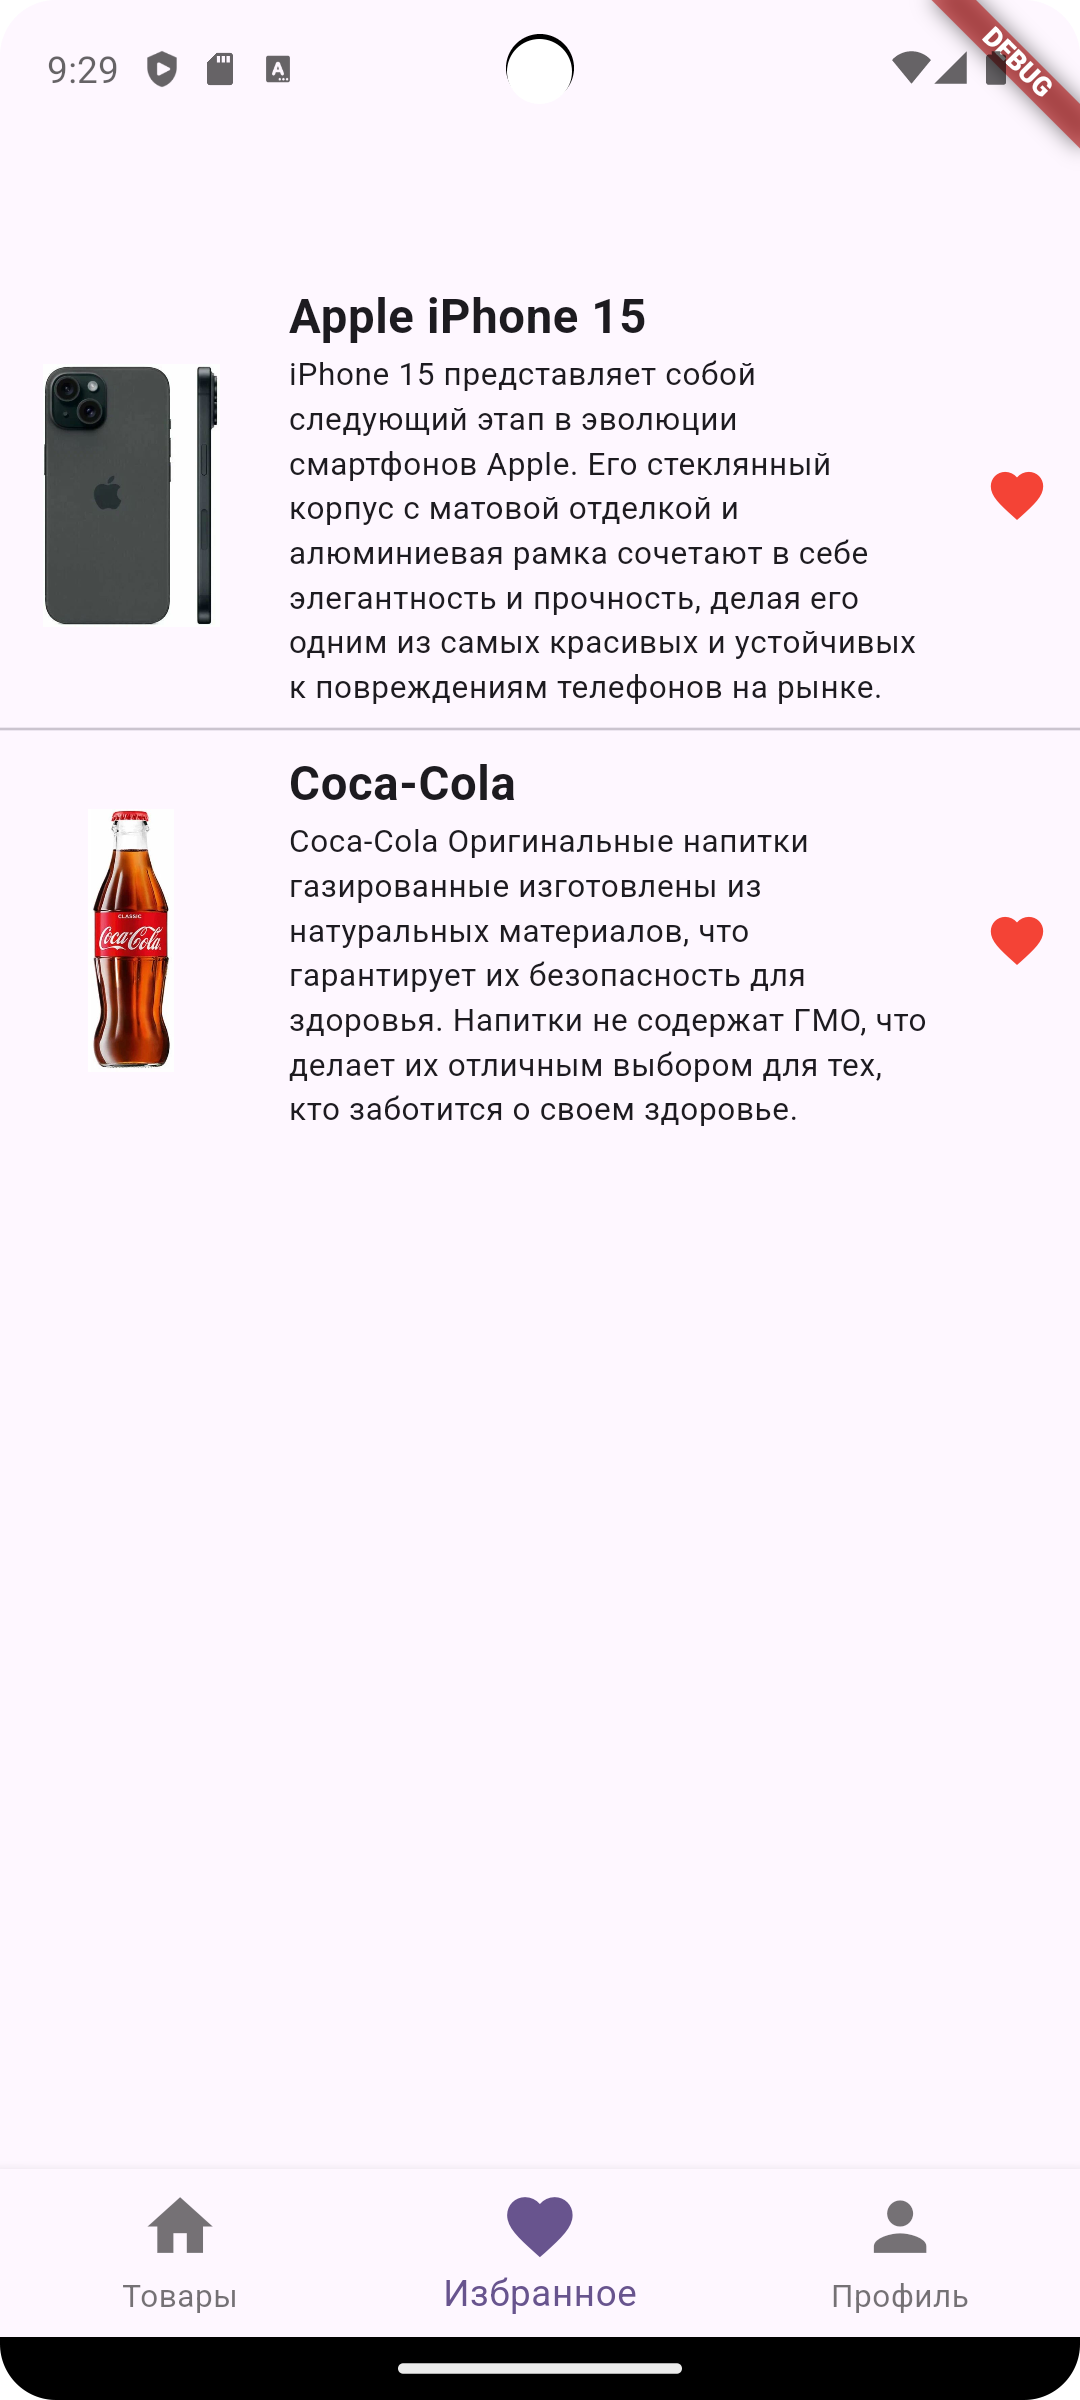 9:29
DEBUG
Apple iPhone 15
iPhone 15 представляет собой
следующий этап в эволюции
смартфонов Apple. Его стеклянный
корпус с матовой отделкой и
алюминиевая рамка сочетают в себе
элегантность и прочность, делая его
одним из самых красивых и устойчивых
к повреждениям телефонов на рынке.
Coca-Cola
Coca-Cola Оригинальные напитки
газированные изготовлены из
натуральных материалов, что
гарантирует их безопасность для
здоровья. Напитки не содержат ГМО, что
делает их отличным выбором для тех,
кто заботится о своем здоровье.
CLASSIC
Coca-Cola
Товары
Избранное
Профиль